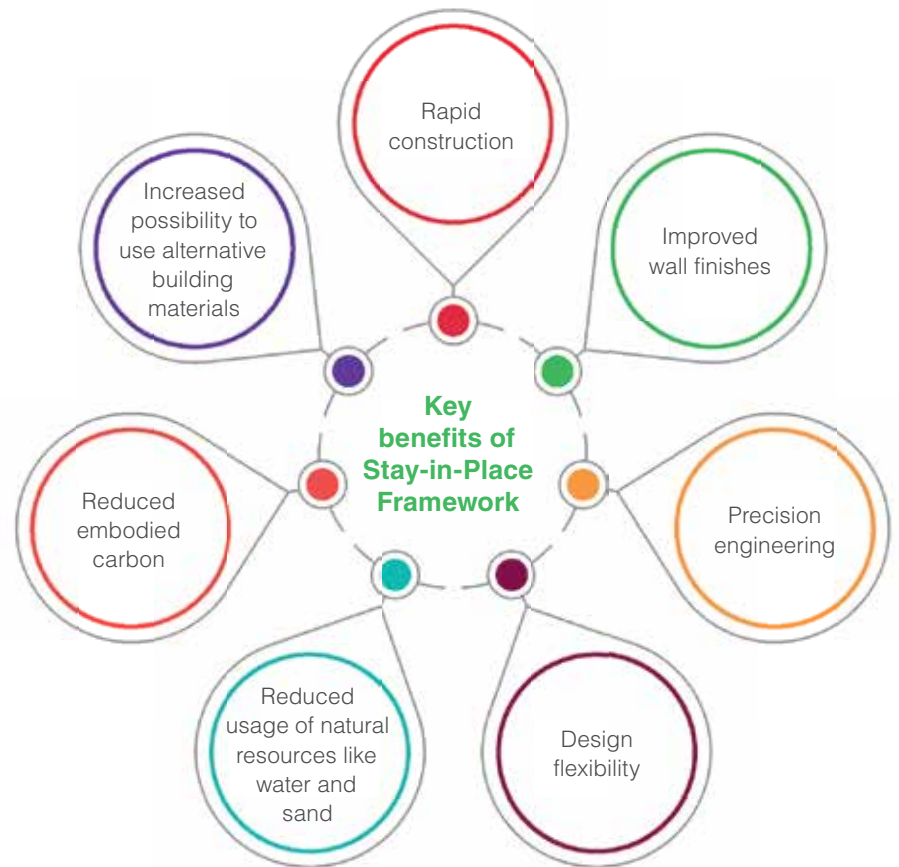 Key
benefits of
Stay-in-Place
Framework
Rapid
construction
Improved
wall finishes
Precision
engineering
Design
flexibility
Reduced
usage of natural
resources like
water and
sand
Reduced
embodied
carbon
Increased
possibility to
use alternative
building
materials